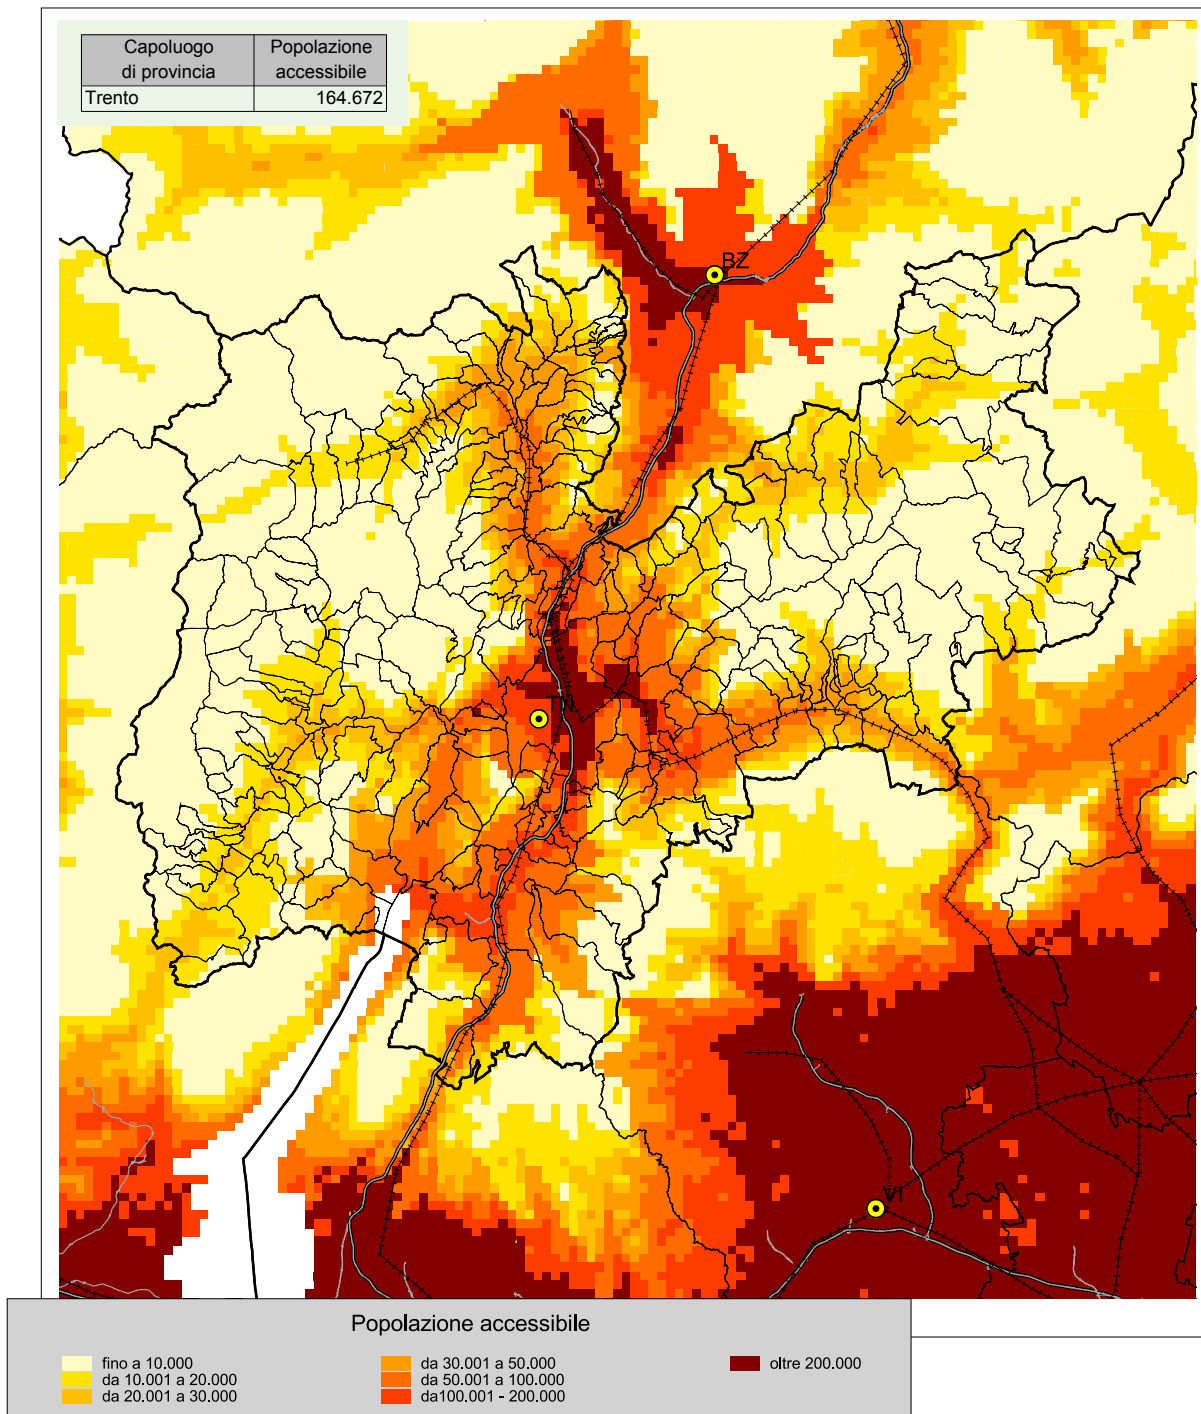 Capoluogo
di provincia
Popolazione
accessibile
Trento
164.672
BZ
VI
Popolazione accessibile
fino a 10.000
da 10.001 a 20.000
da 20.001 a 30.000
da 30.001 a 50.000
da 50.001 a 100.000
da100.001 - 200.000
oltre 200.000